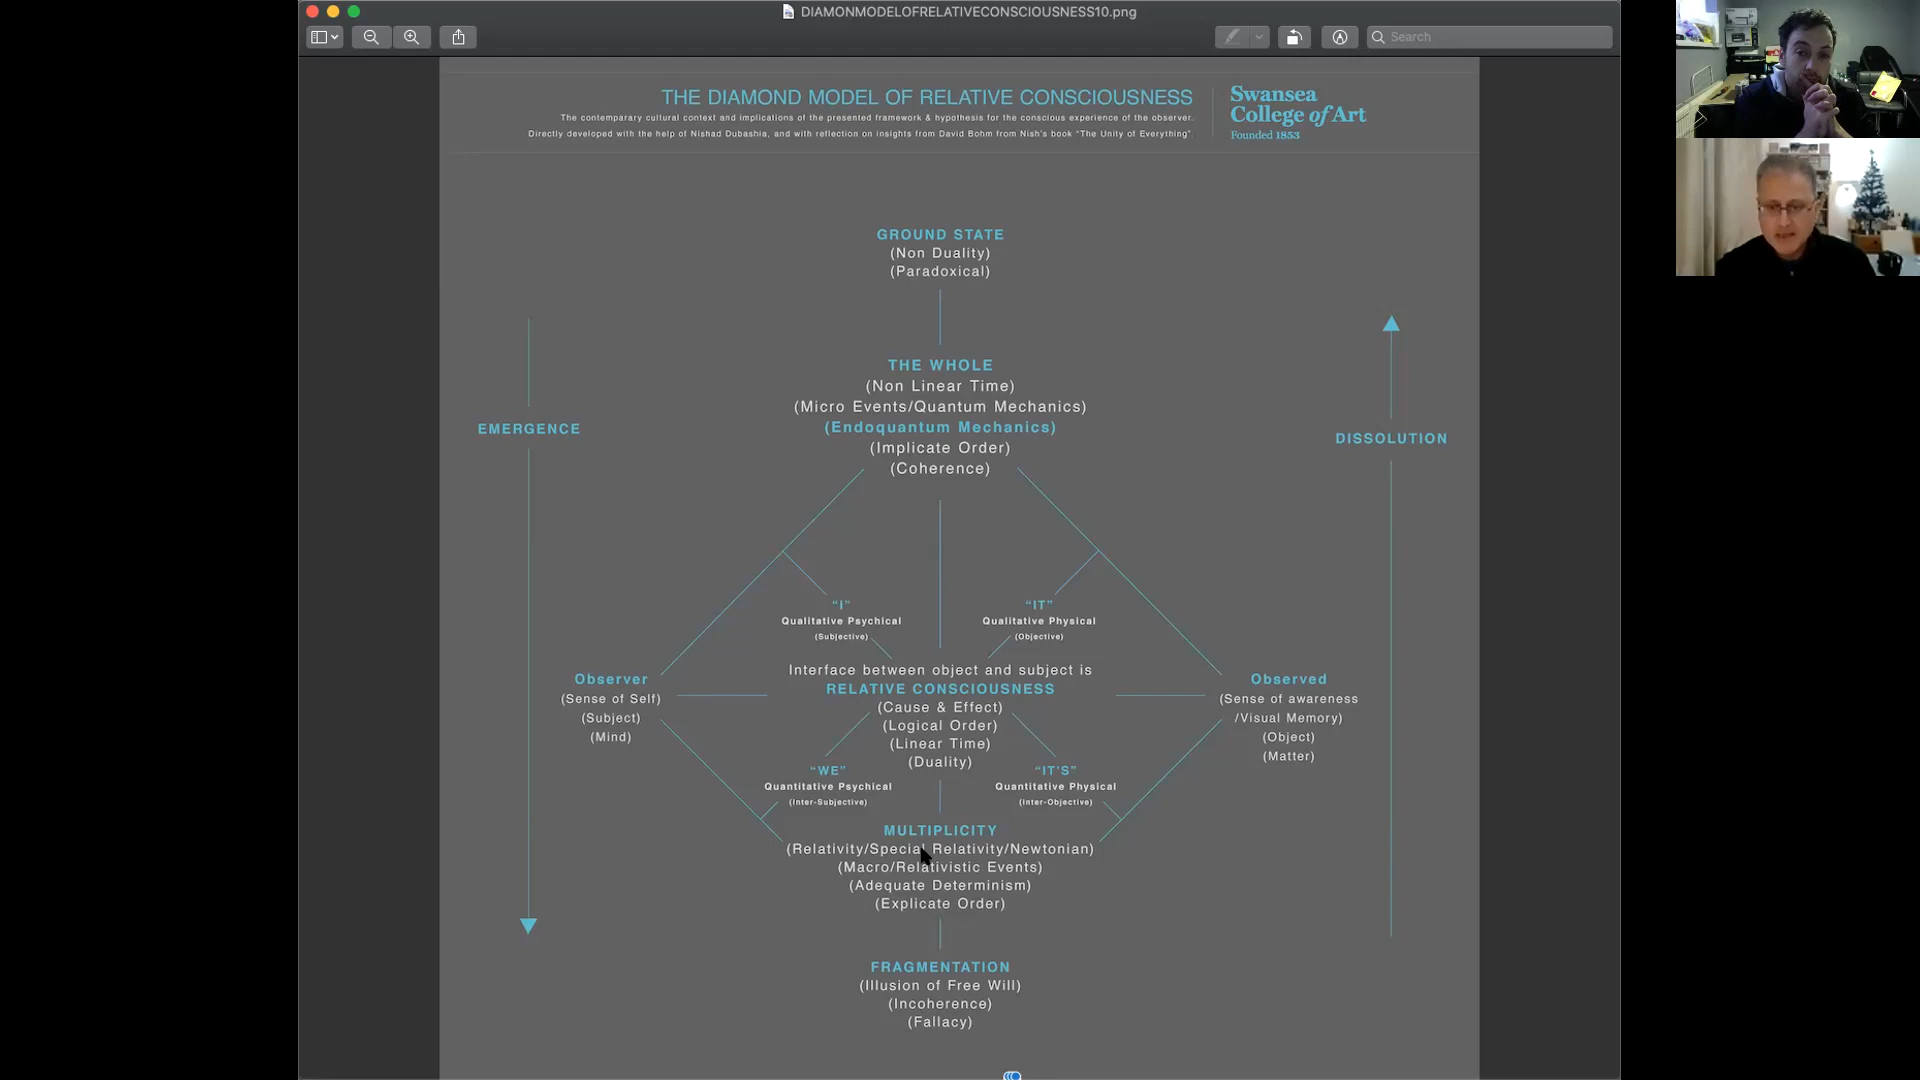 DIAMONMODELOFRELATIVECONSCIOUSNESS10.png
Search
THE DIAMOND MODEL OF RELATIVE CONSCIOUSNESS
The contemparary cultural context and implications of the presented framework & hypothesis for the conscious experience of the observer.
Directly developed with the help of Nishad Dubashia, and with reflection on insights from David Bohm from Nish's book "The Unity of Everything".
Swansea
College of Art
Founded 1853
GROUND STATE
(Non Duality)
(Paradoxical)
THE WHOLE
(Non Linear Time)
(Micro Events/Quantum Mechanics)
(Endoquantum Mechanics)
(Implicate Order)
(Coherence)
EMERGENCE
DISSOLUTION
"I"
Qualitative Psychical
(Subjective)
"IT"
Qualitative Physical
(Objective)
Observer
(Sense of Self)
(Subject)
(Mind)
Interface between object and subject is
RELATIVE CONSCIOUSNESS
(Cause & Effect)
(Logical Order)
(Linear Time)
(Duality)
Observed
(Sense of awareness
/Visual Memory)
(Object)
(Matter)
"WE"
Quantitative Psychical
(Inter-Subjective)
"IT'S"
Quantitative Physical
(Inter-Objective)
MULTIPLICITY
(Relativity/Special Relativity/Newtonian)
(Macro/Relativistic Events)
(Adequate Determinism)
(Explicate Order)
FRAGMENTATION
(Illusion of Free Will)
(Incoherence)
(Fallacy)